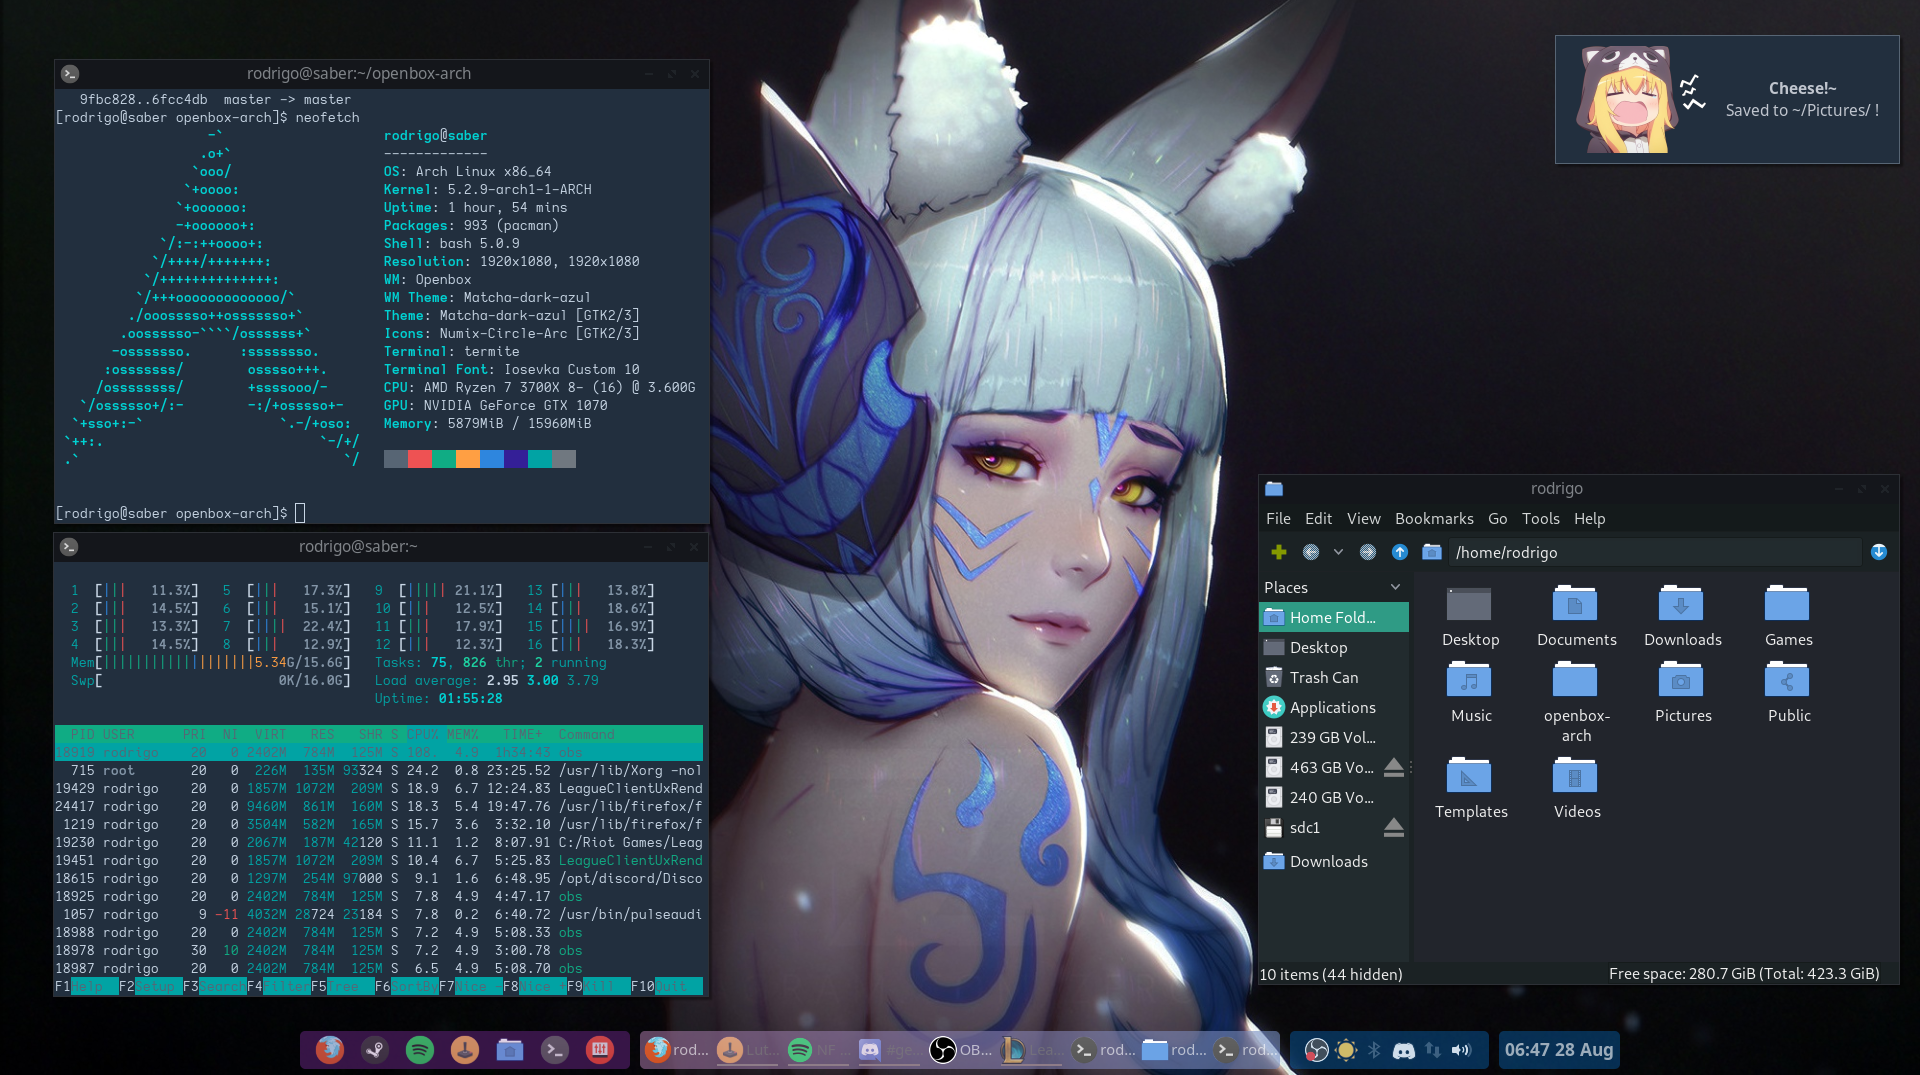 rodrigo@saber:~/openbox-arch
9fbc828..6fcc4db  master -> master
[rodrigo@saber openbox-arch]$ neofetch
rodrigo@saber
-------------
OS: Arch Linux x86_64
Kernel: 5.2.9-arch1-1-ARCH
Uptime: 1 hour, 54 mins
Packages: 993 (pacman)
Shell: bash 5.0.9
Resolution: 1920x1080, 1920x1080
WM: Openbox
WM Theme: Matcha-dark-azul
Theme: Matcha-dark-azul [GTK2/3]
Icons: Numix-Circle-Arc [GTK2/3]
Terminal: termite
Terminal Font: Iosevka Custom 10
CPU: AMD Ryzen 7 3700X 8- (16) @ 3.600G
GPU: NVIDIA GeForce GTX 1070
Memory: 5879MiB / 15960MiB
[rodrigo@saber openbox-arch]$
rodrigo@saber:~
1 [||| 11.3%] 5 [||| 17.3%] 9 [||||| 21.1%] 13 [||| 13.8%]
2 [||| 14.5%] 6 [||| 15.1%] 10 [||| 12.5%] 14 [||| 18.6%]
3 [||| 13.3%] 7 [|||| 22.4%] 11 [||| 17.9%] 15 [|||| 16.9%]
4 [||| 14.5%] 8 [||| 12.9%] 12 [||| 12.3%] 16 [||| 18.3%]
Mem[|||||||||||||||||||5.34G/15.6G] Tasks: 75, 826 thr; 2 running
Swp[ 0K/16.0G] Load average: 2.95 3.00 3.79
Uptime: 01:55:28
PID USER PRI NI VIRT RES SHR S CPU% MEM% TIME+ Command
18919 rodrigo 20 0 2402M 784M 125M S 108. 4.9 1h34:43 obs
715 root 20 0 226M 135M 93324 S 24.2 0.8 23:25.52 /usr/lib/Xorg -nol
19429 rodrigo 20 0 1857M 1072M 209M S 18.9 6.7 12:24.83 LeagueClientUxRend
24417 rodrigo 20 0 9460M 861M 160M S 18.3 5.4 19:47.76 /usr/lib/firefox/f
1219 rodrigo 20 0 3504M 582M 165M S 15.7 3.6 3:32.10 /usr/lib/firefox/f
19230 rodrigo 20 0 2067M 187M 42120 S 11.1 1.2 8:07.91 C:/Riot Games/Leag
19451 rodrigo 20 0 1857M 1072M 209M S 10.4 6.7 5:25.83 LeagueClientUxRend
18615 rodrigo 20 0 1297M 254M 97000 S 9.1 1.6 6:48.95 /opt/discord/Disco
18925 rodrigo 20 0 2402M 784M 125M S 7.8 4.9 4:47.17 obs
1057 rodrigo 9 -11 4032M 28724 23184 S 7.8 0.2 6:40.72 /usr/bin/pulseaudi
18988 rodrigo 20 0 2402M 784M 125M S 7.2 4.9 5:08.33 obs
18978 rodrigo 30 10 2402M 784M 125M S 7.2 4.9 3:00.78 obs
18987 rodrigo 20 0 2402M 784M 125M S 6.5 4.9 5:08.70 obs
F1Help F2Setup F3SearchF4FilterF5Tree F6SortByF7Nice -F8Nice +F9Kill F10Quit
Cheese!~
Saved to ~/Pictures/ !
rodrigo
File Edit View Bookmarks Go Tools Help
/home/rodrigo
Places
Home Fold...
Desktop
Trash Can
Applications
239 GB Vol...
463 GB Vo...
240 GB Vo...
sdc1
Downloads
Desktop Documents Downloads Games
Music openbox-arch Pictures Public
Templates Videos
10 items (44 hidden) Free space: 280.7 GiB (Total: 423.3 GiB)
rod... Lut... NF ... #ge... OB... Lea... rod... rod... rod...
06:47 28 Aug